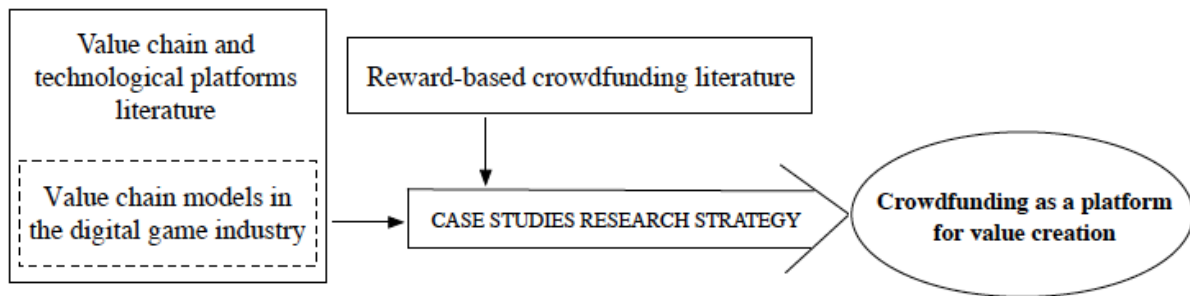 Value chain and
technological platforms
literature
Value chain models in
the digital game industry
Reward-based crowdfunding literature
CASE STUDIES RESEARCH STRATEGY
Crowdfunding as a platform
for value creation